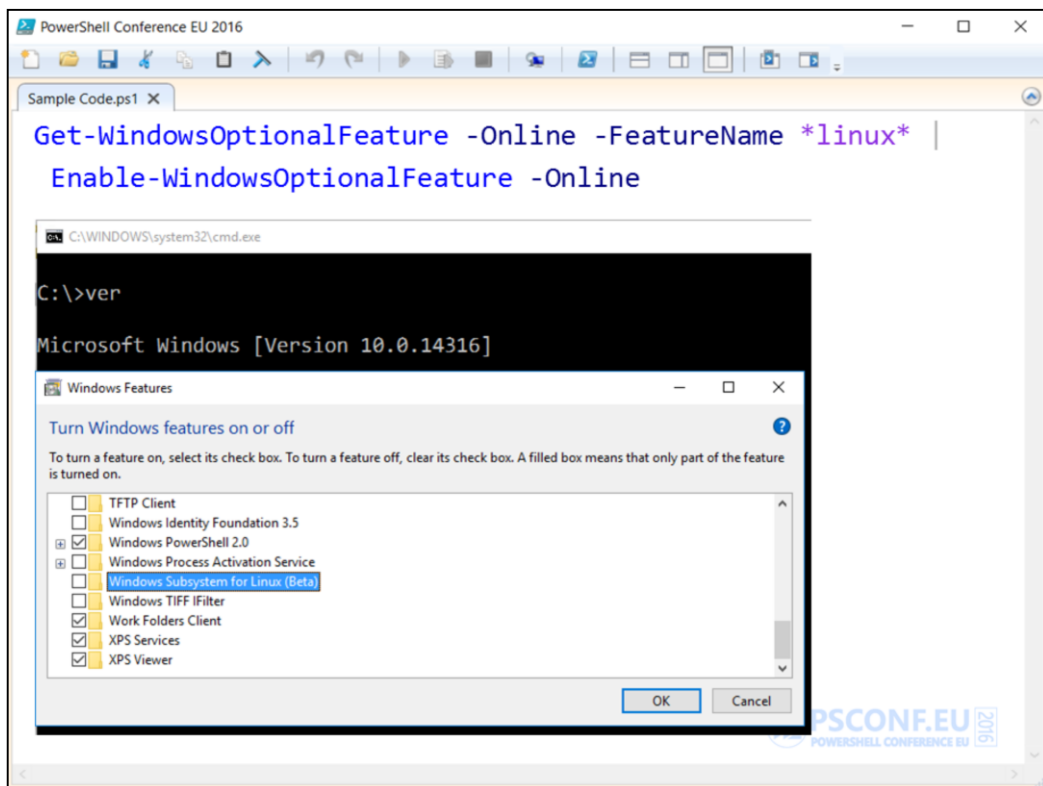 PowerShell Conference EU 2016
Sample Code.ps1
Get-WindowsOptionalFeature -Online -FeatureName *linux* |
Enable-WindowsOptionalFeature -Online
C:\WINDOWS\system32\cmd.exe
C:\>ver
Microsoft Windows [Version 10.0.14316]
Windows Features
Turn Windows features on or off
To turn a feature on, select its check box. To turn a feature off, clear its check box. A filled box means that only part of the feature
is turned on.
TFTP Client
Windows Identity Foundation 3.5
Windows PowerShell 2.0
Windows Process Activation Service
Windows Subsystem for Linux (Beta)
Windows TIFF IFilter
Work Folders Client
XPS Services
XPS Viewer
OK Cancel
PSCONF.EU 2016
POWERSHELL CONFERENCE EU